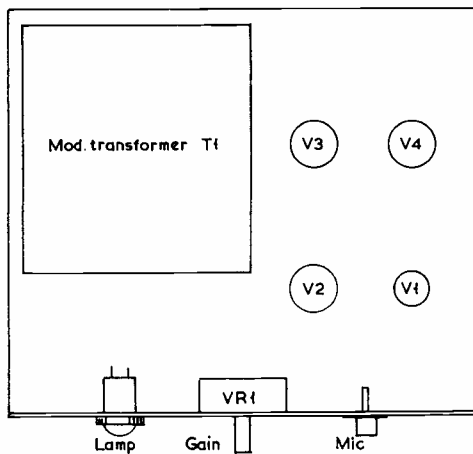 Mod. transformer T1
V3
V4
V2
V1
VR1
Lamp
Gain
Mic